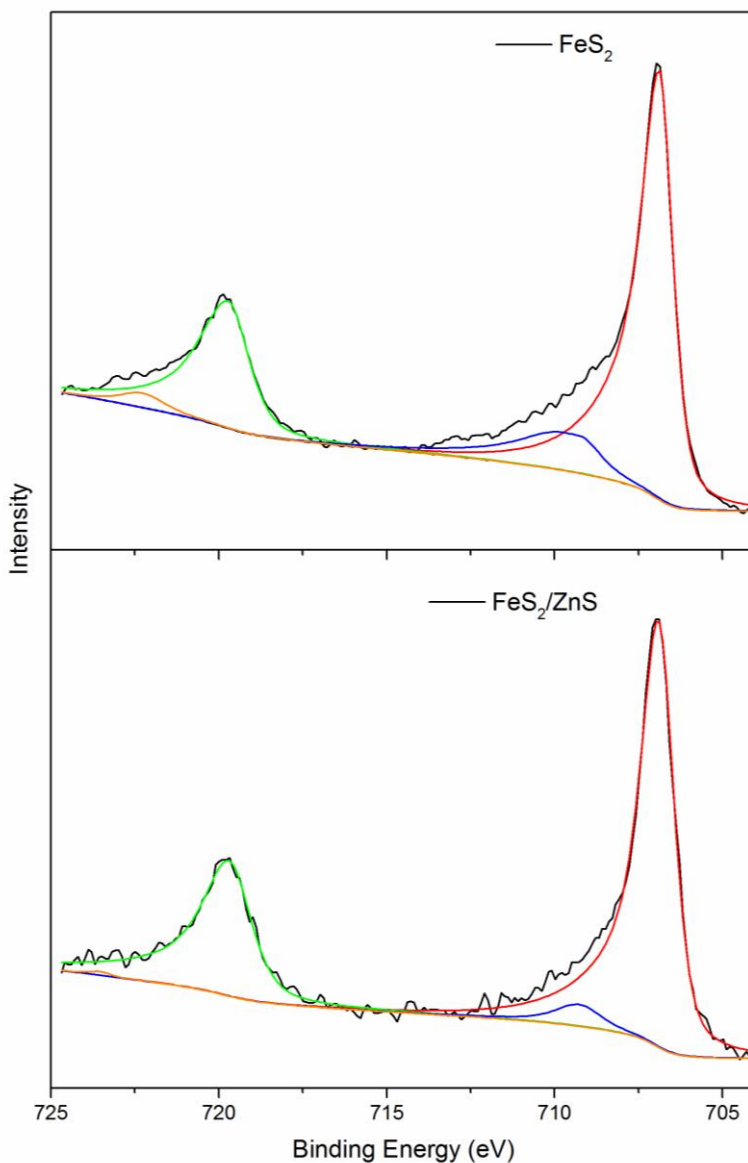 FeS₂
Intensity
FeS₂/ZnS
725 720 715 710 705
Binding Energy (eV)